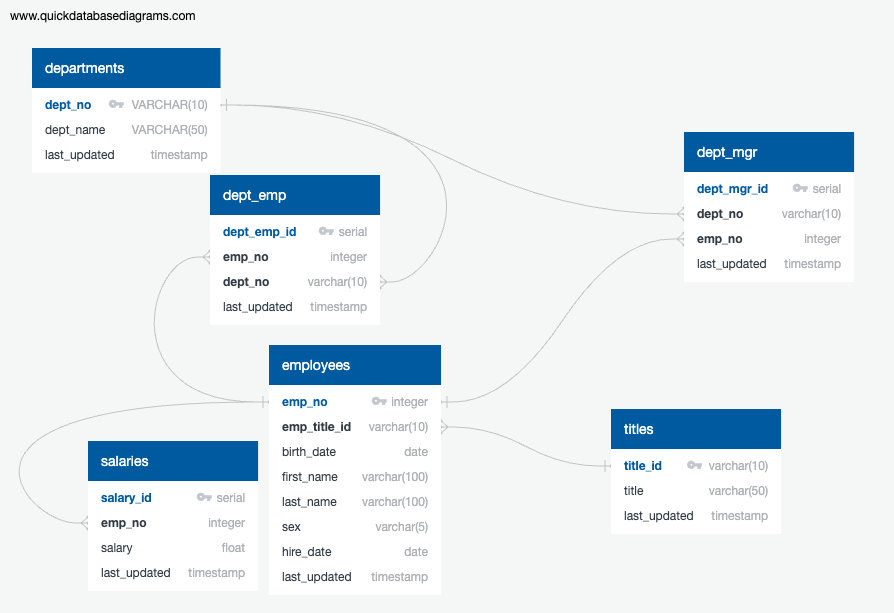 www.quickdatabasediagrams.com
departments
dept_no VARCHAR(10)
dept_name VARCHAR(50)
last_updated timestamp
dept_emp
dept_emp_id serial
emp_no integer
dept_no varchar(10)
last_updated timestamp
dept_mgr
dept_mgr_id serial
dept_no varchar(10)
emp_no integer
last_updated timestamp
employees
emp_no integer
emp_title_id varchar(10)
birth_date date
first_name varchar(100)
last_name varchar(100)
sex varchar(5)
hire_date date
last_updated timestamp
salaries
salary_id serial
emp_no integer
salary float
last_updated timestamp
titles
title_id varchar(10)
title varchar(50)
last_updated timestamp